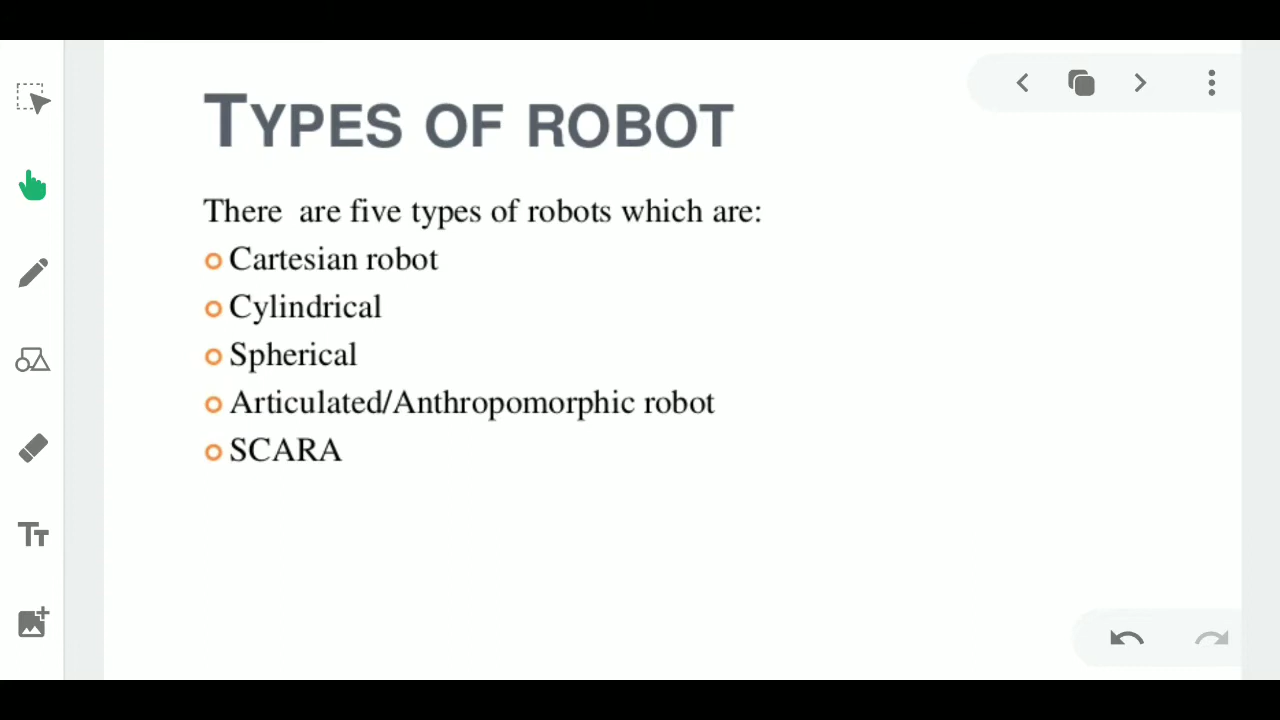 TYPES OF ROBOT
There are five types of robots which are:
Cartesian robot
Cylindrical
Spherical
Articulated/Anthropomorphic robot
SCARA
TT